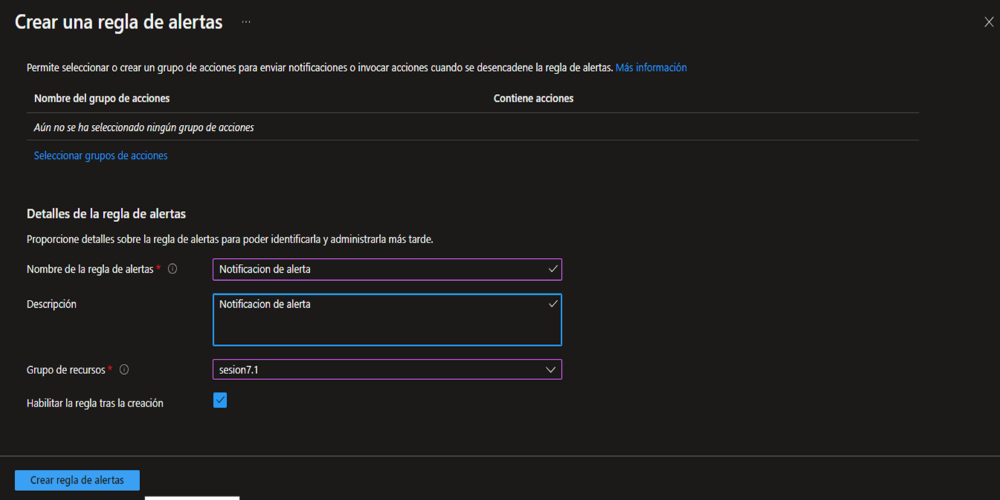 Crear una regla de alertas ...
Permite seleccionar o crear un grupo de acciones para enviar notificaciones o invocar acciones cuando se desencadene la regla de alertas. Más información
Nombre del grupo de acciones Contiene acciones
Aún no se ha seleccionado ningún grupo de acciones
Seleccionar grupos de acciones
Detalles de la regla de alertas
Proporcione detalles sobre la regla de alertas para poder identificarla y administrarla más tarde.
Nombre de la regla de alertas * Notificacion de alerta
Descripción Notificacion de alerta
Grupo de recursos * sesion7.1
Habilitar la regla tras la creación
Crear regla de alertas